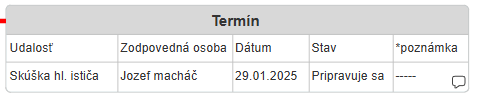 Termín
Udalosť Zodpovedná osoba Dátum Stav *poznámka
Skúška hl. ističa Jozef macháč 29.01.2025 Pripravuje sa -----